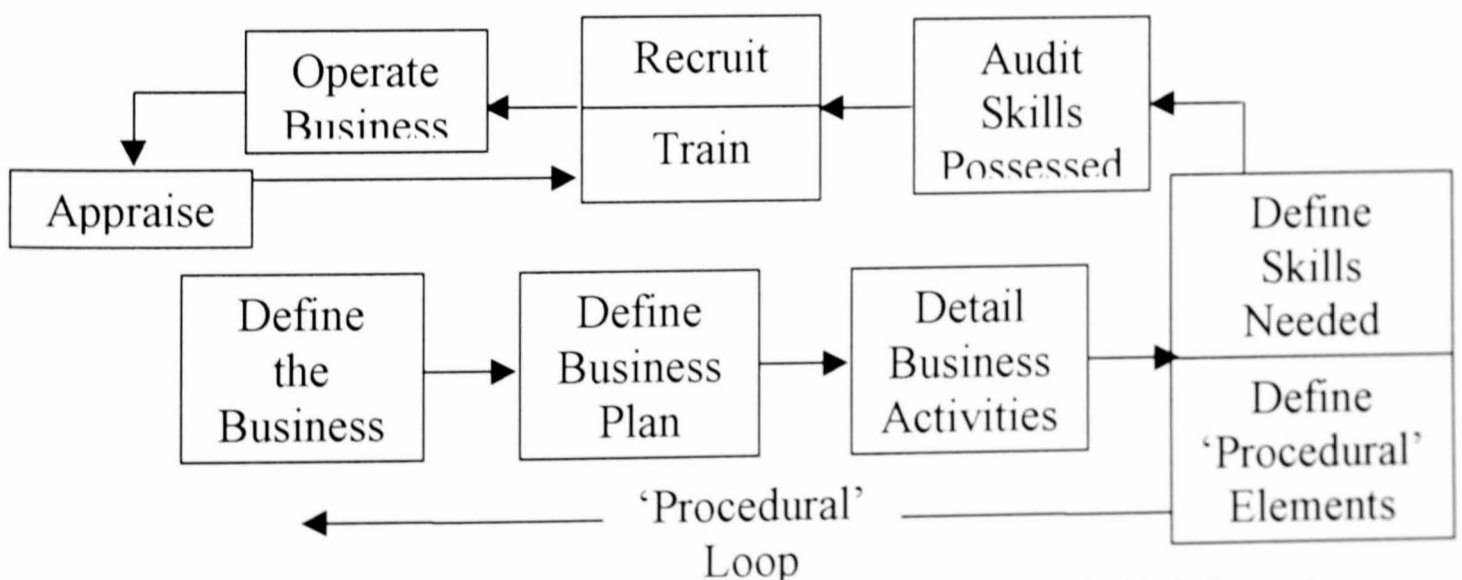 Operate
Business
Recruit
Train
Audit
Skills
Possessed
Appraise
Define
Skills
Needed
Define
the
Business
Define
Business
Plan
Detail
Business
Activities
Define
‘Procedural’
Elements
‘Procedural’
Loop